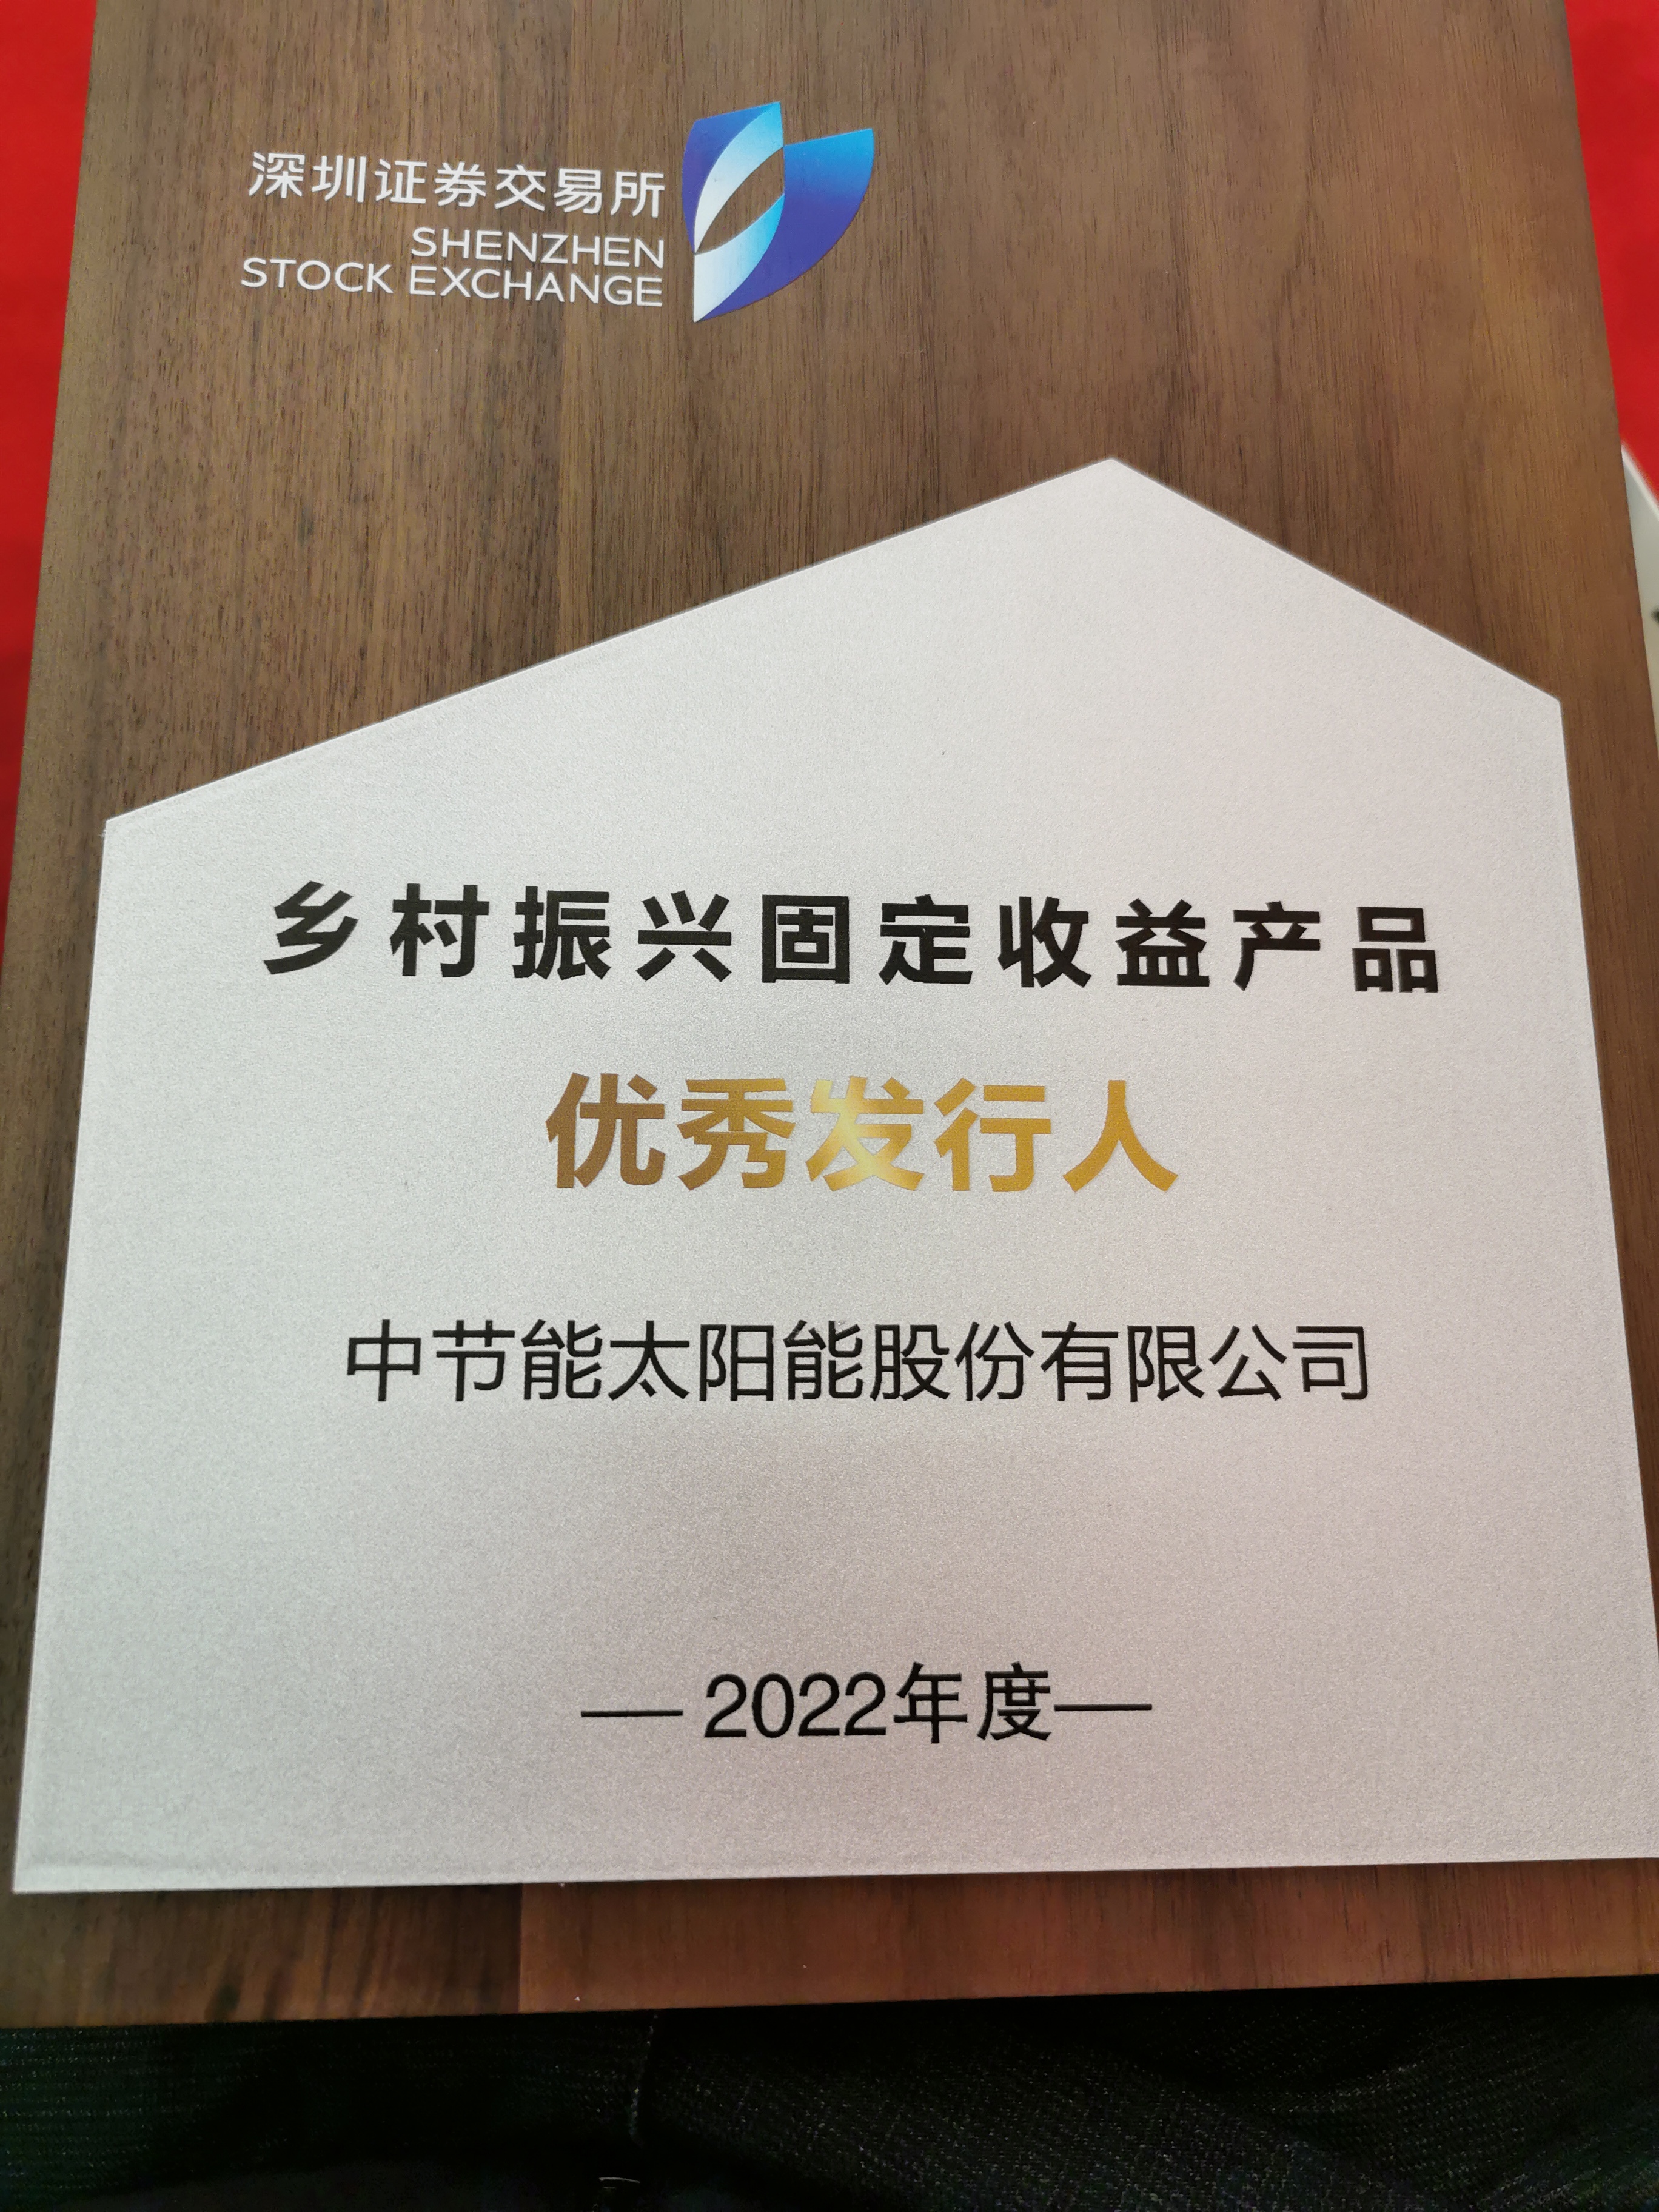 深圳证券交易所
SHENZHEN
STOCK EXCHANGE
乡村振兴固定收益产品
优秀发行人
中节能太阳能股份有限公司
— 2022年度—